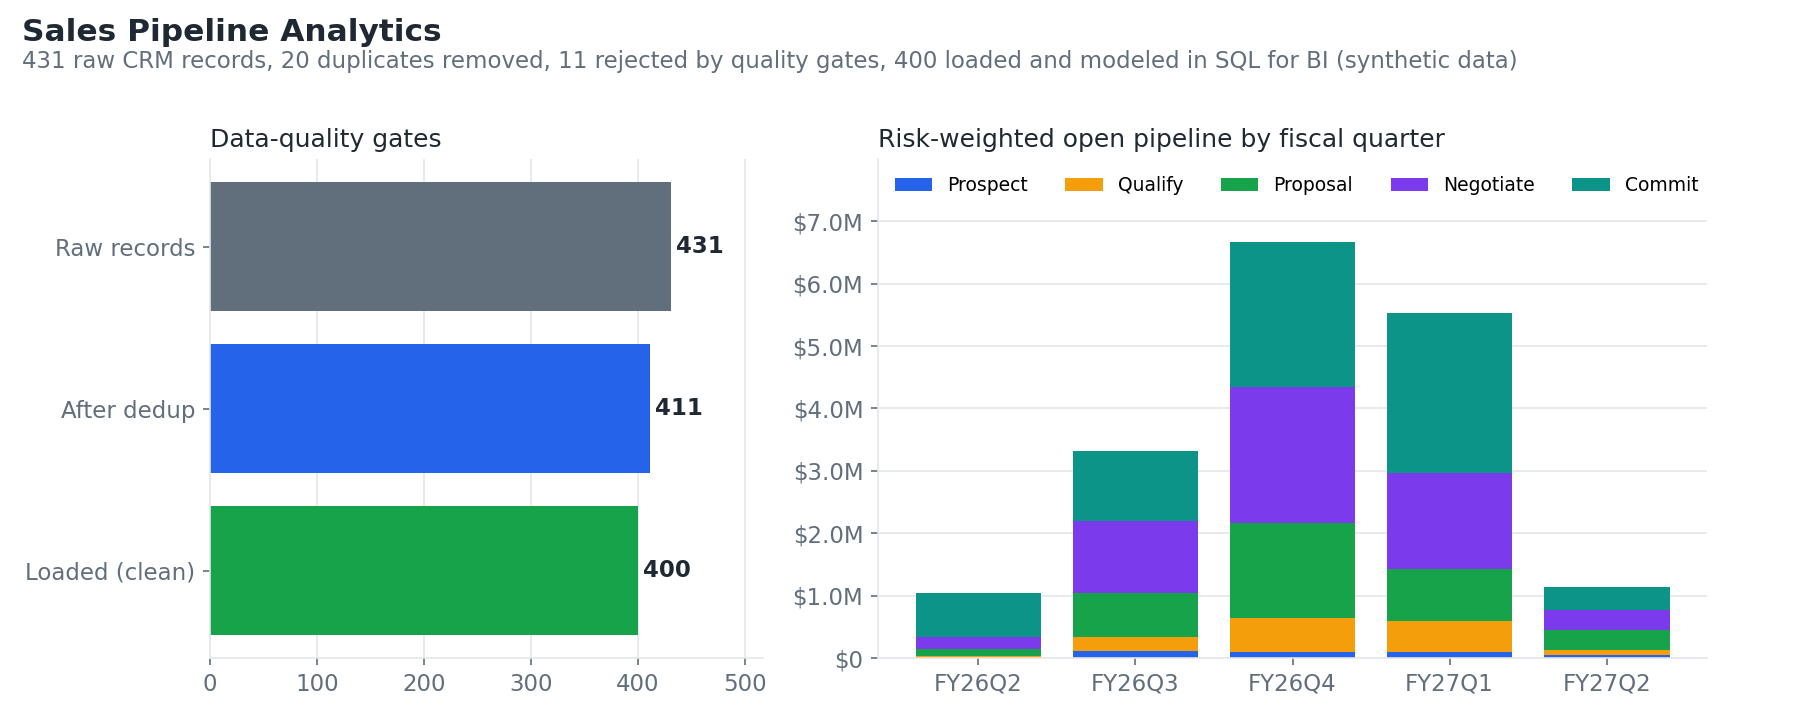 Sales Pipeline Analytics
431 raw CRM records, 20 duplicates removed, 11 rejected by quality gates, 400 loaded and modeled in SQL for BI (synthetic data)
Data-quality gates
Raw records
431
After dedup
411
Loaded (clean)
400
0 100 200 300 400 500
Risk-weighted open pipeline by fiscal quarter
Prospect Qualify Proposal Negotiate Commit
$7.0M
$6.0M
$5.0M
$4.0M
$3.0M
$2.0M
$1.0M
$0
FY26Q2 FY26Q3 FY26Q4 FY27Q1 FY27Q2